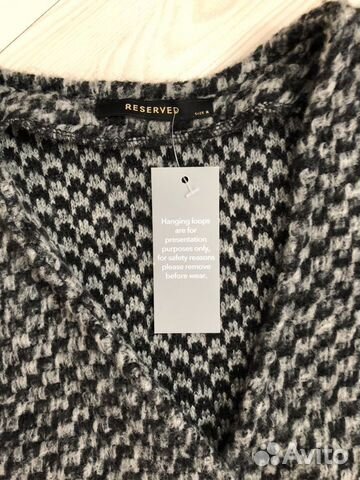 RESERVED
Hanging loops
are for
presentation
purposes only,
for safety reasons
please remove
before wear.
Avito